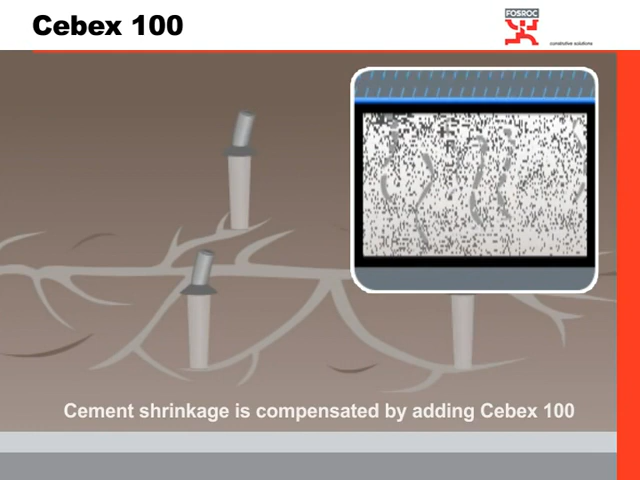 Cebex 100
FOSROC
constructive solutions
Cement shrinkage is compensated by adding Cebex 100